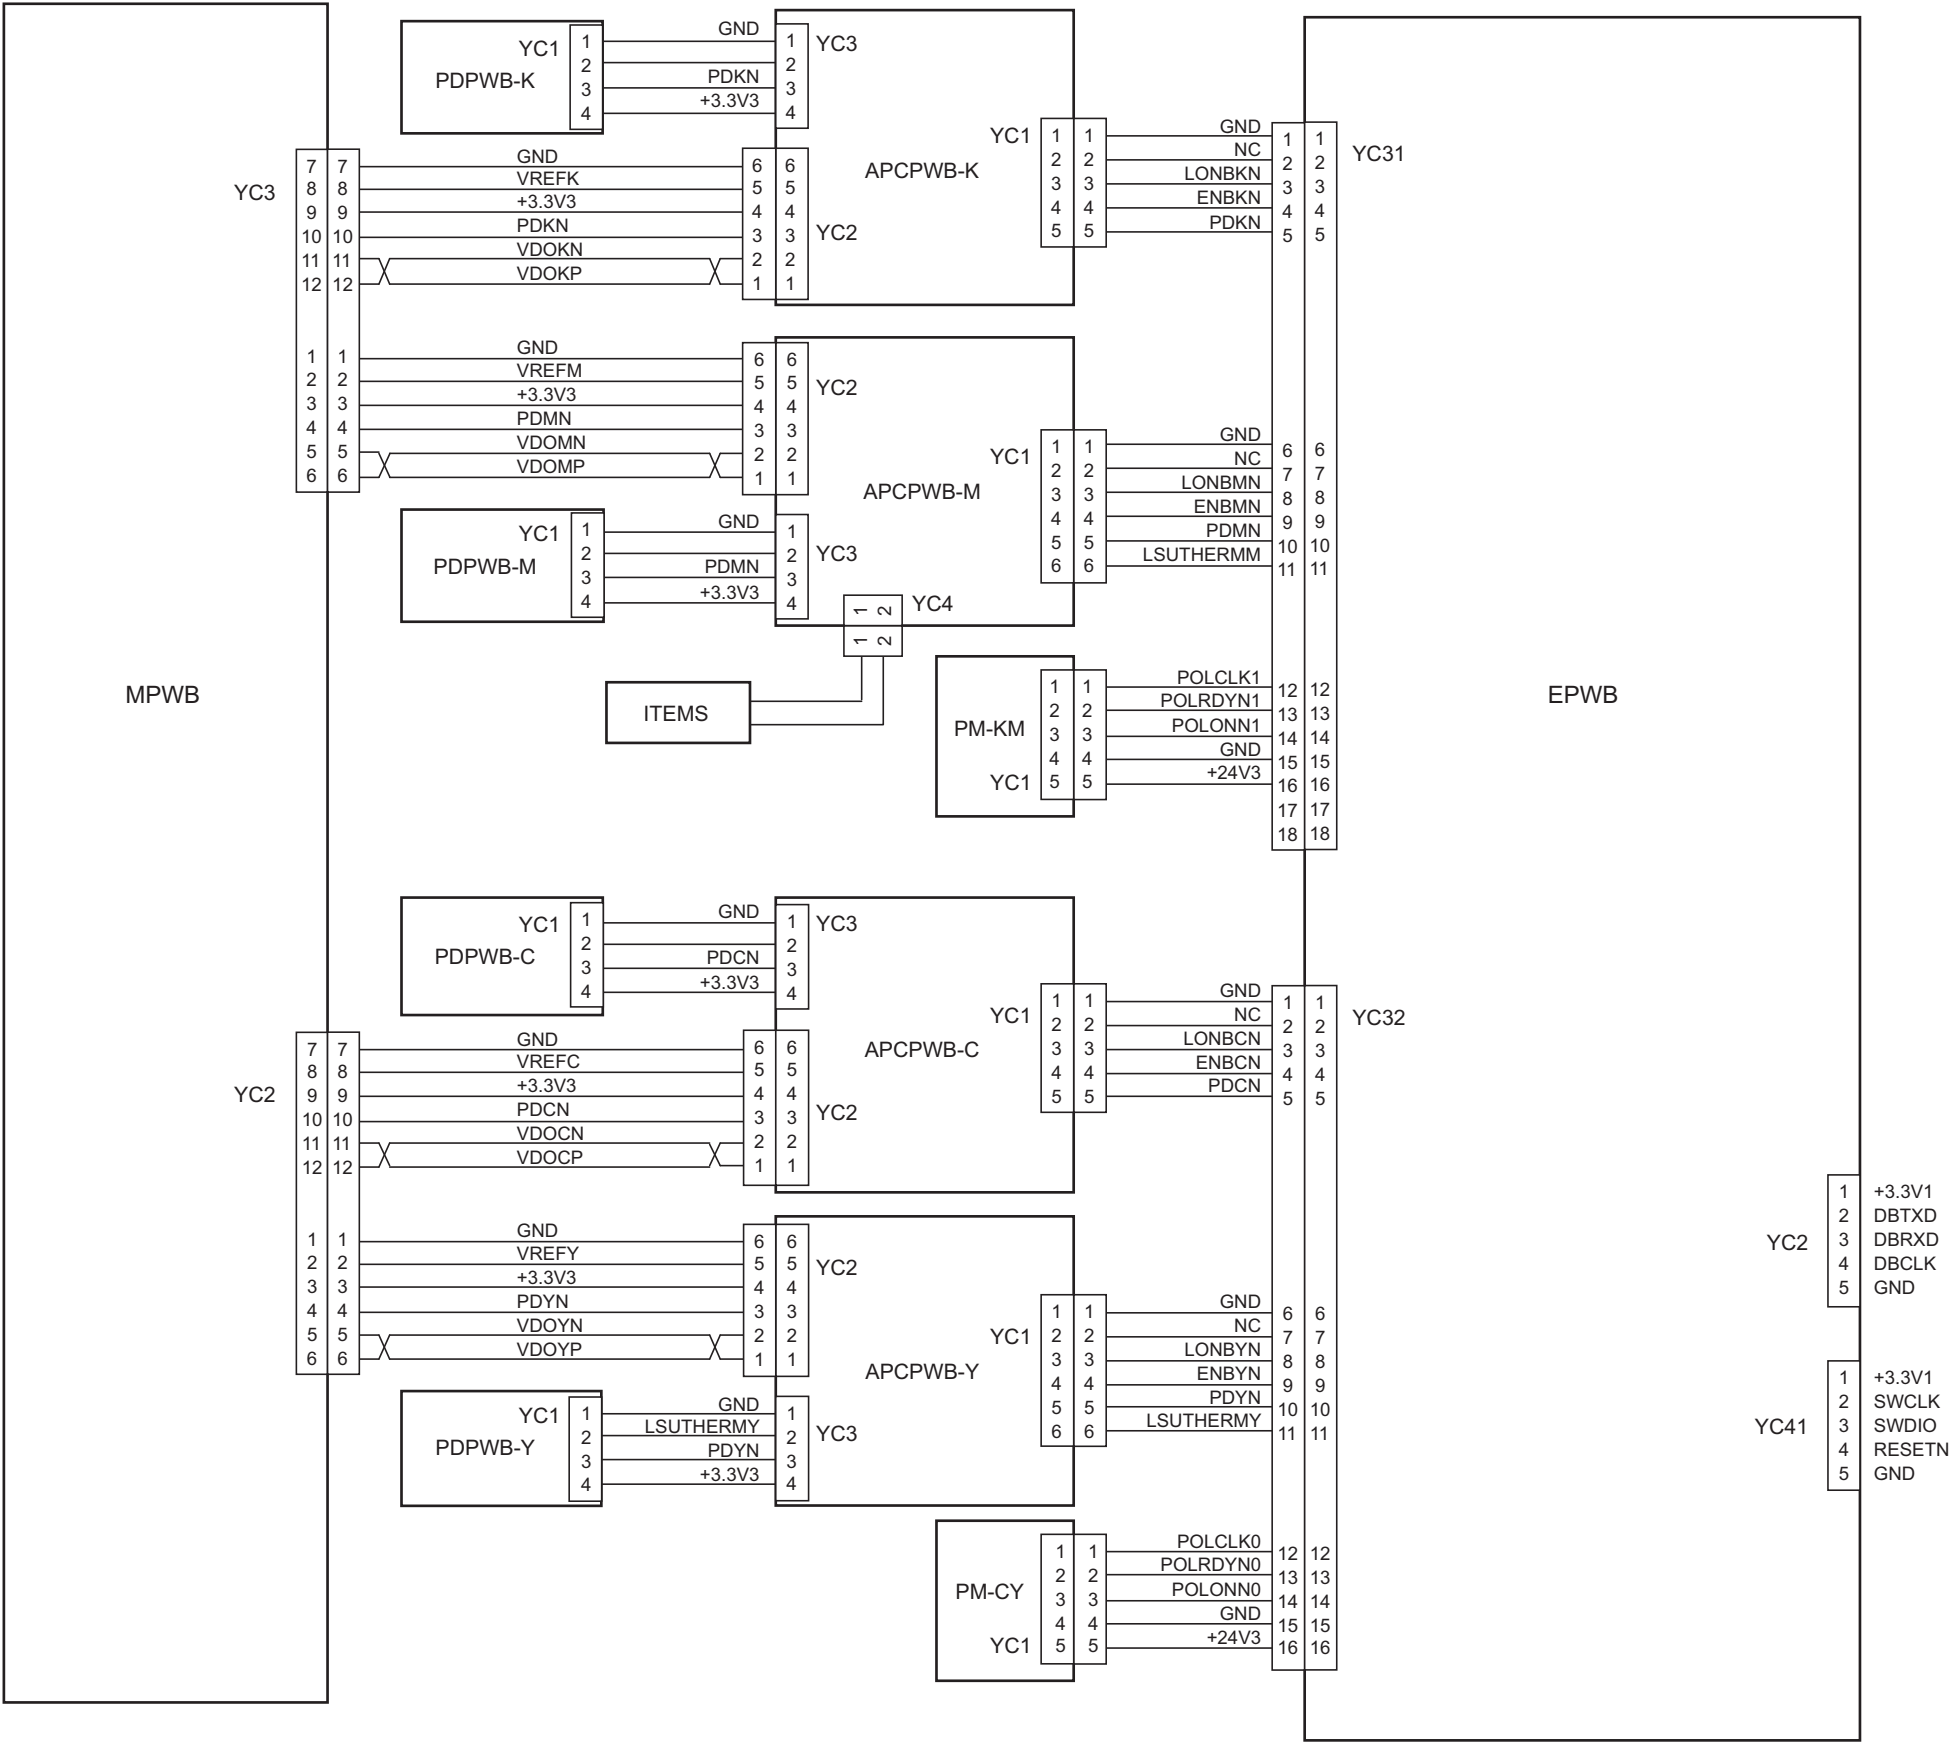 MPWB
EPWB
YC1
PDPWB-K
1 GND 1
2 2
3 PDKN 3
4 +3.3V3 4
YC3
APCPWB-K
YC3
7 7 GND 6 6
8 8 VREFK 5 5
9 9 +3.3V3 4 4
10 10 PDKN 3 3
11 11 VDOKN 2 2
12 12 VDOKP 1 1
YC2
YC1
1 1 GND 1 1
2 2 NC 2 2
3 3 LONBKN 3 3
4 4 ENBKN 4 4
5 5 PDKN 5 5
YC31
1 1 GND 6 6
2 2 VREFM 5 5
3 3 +3.3V3 4 4
4 4 PDMN 3 3
5 5 VDOMN 2 2
6 6 VDOMP 1 1
YC2
APCPWB-M
YC1
1 1 GND 6 6
2 2 NC 7 7
3 3 LONBMN 8 8
4 4 ENBMN 9 9
5 5 PDMN 10 10
6 6 LSUTHERMM 11 11
YC1
PDPWB-M
1 GND 1
2 2
3 PDMN 3
4 +3.3V3 4
YC3
1 2
1 2
YC4
ITEMS
PM-KM
YC1
1 1 POLCLK1 12 12
2 2 POLRDYN1 13 13
3 3 POLONN1 14 14
4 4 GND 15 15
5 5 +24V3 16 16
17 17
18 18
YC1
PDPWB-C
1 GND 1
2 2
3 PDCN 3
4 +3.3V3 4
YC3
APCPWB-C
YC2
7 7 GND 6 6
8 8 VREFC 5 5
9 9 +3.3V3 4 4
10 10 PDCN 3 3
11 11 VDOCN 2 2
12 12 VDOCP 1 1
YC2
YC1
1 1 GND 1 1
2 2 NC 2 2
3 3 LONBCN 3 3
4 4 ENBCN 4 4
5 5 PDCN 5 5
YC32
1 1 GND 6 6
2 2 VREFY 5 5
3 3 +3.3V3 4 4
4 4 PDYN 3 3
5 5 VDOYN 2 2
6 6 VDOYP 1 1
YC2
APCPWB-Y
YC1
1 1 GND 6 6
2 2 NC 7 7
3 3 LONBYN 8 8
4 4 ENBYN 9 9
5 5 PDYN 10 10
6 6 LSUTHERMY 11 11
YC1
PDPWB-Y
1 GND 1
2 LSUTHERMY 2
3 PDYN 3
4 +3.3V3 4
YC3
PM-CY
YC1
1 1 POLCLK0 12 12
2 2 POLRDYN0 13 13
3 3 POLONN0 14 14
4 4 GND 15 15
5 5 +24V3 16 16
YC2
1 +3.3V1
2 DBTXD
3 DBRXD
4 DBCLK
5 GND
YC41
1 +3.3V1
2 SWCLK
3 SWDIO
4 RESETN
5 GND